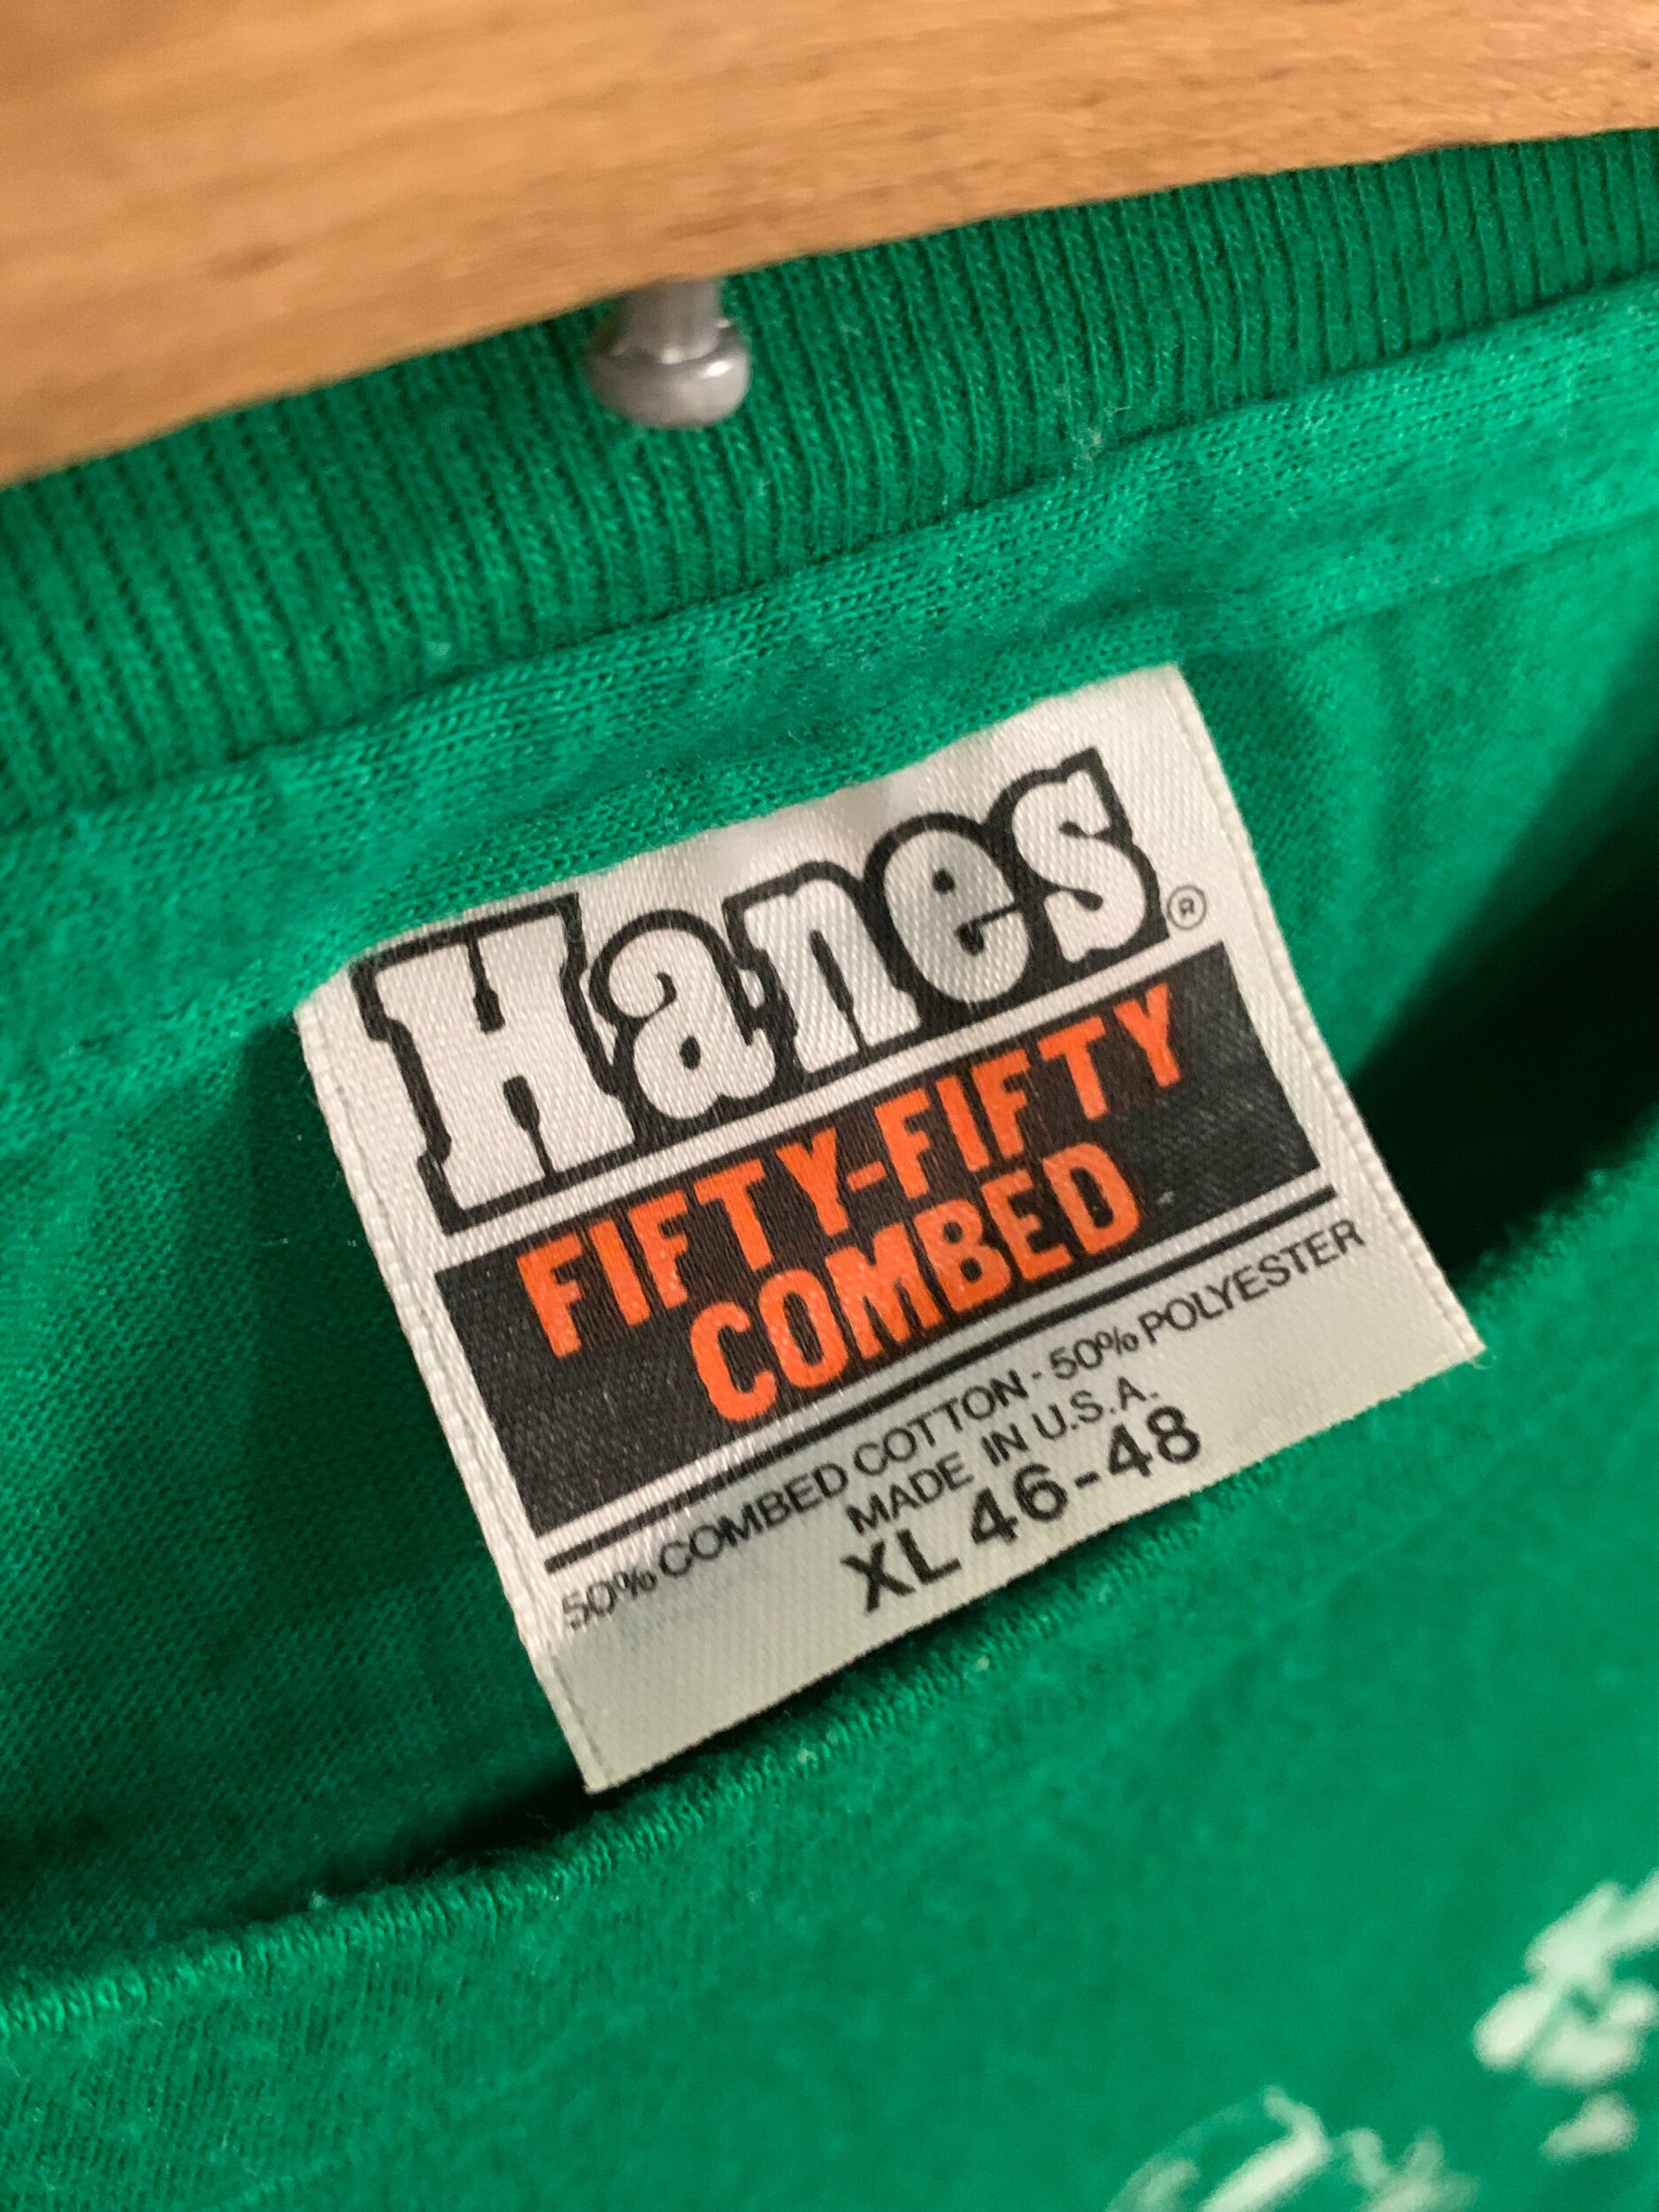 Hanes®
FIFTY-FIFTY
COMBED
50% COMBED COTTON - 50% POLYESTER
MADE IN U.S.A.
XL 46-48